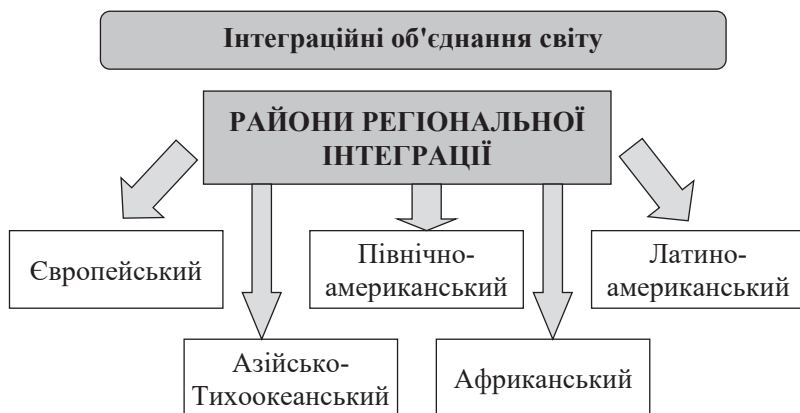 Інтеграційні об'єднання світу
РАЙОНИ РЕГІОНАЛЬНОЇ
ІНТЕГРАЦІЇ
Європейський
Північно-
американський
Латино-
американський
Азійсько-
Тихоокеанський
Африканський